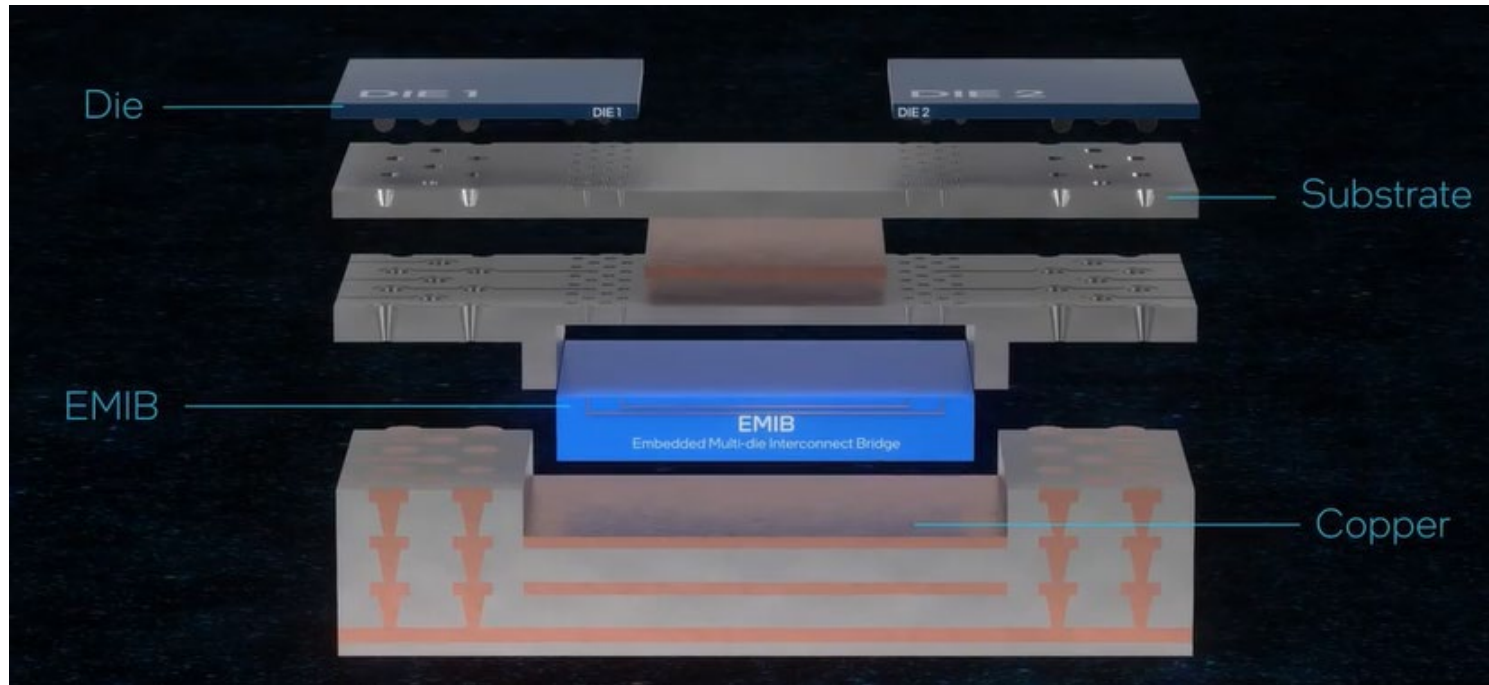 DIE 1
DIE 2
Die
DIE 1
DIE 2
Substrate
EMIB
EMIB
Embedded Multi-die Interconnect Bridge
Copper